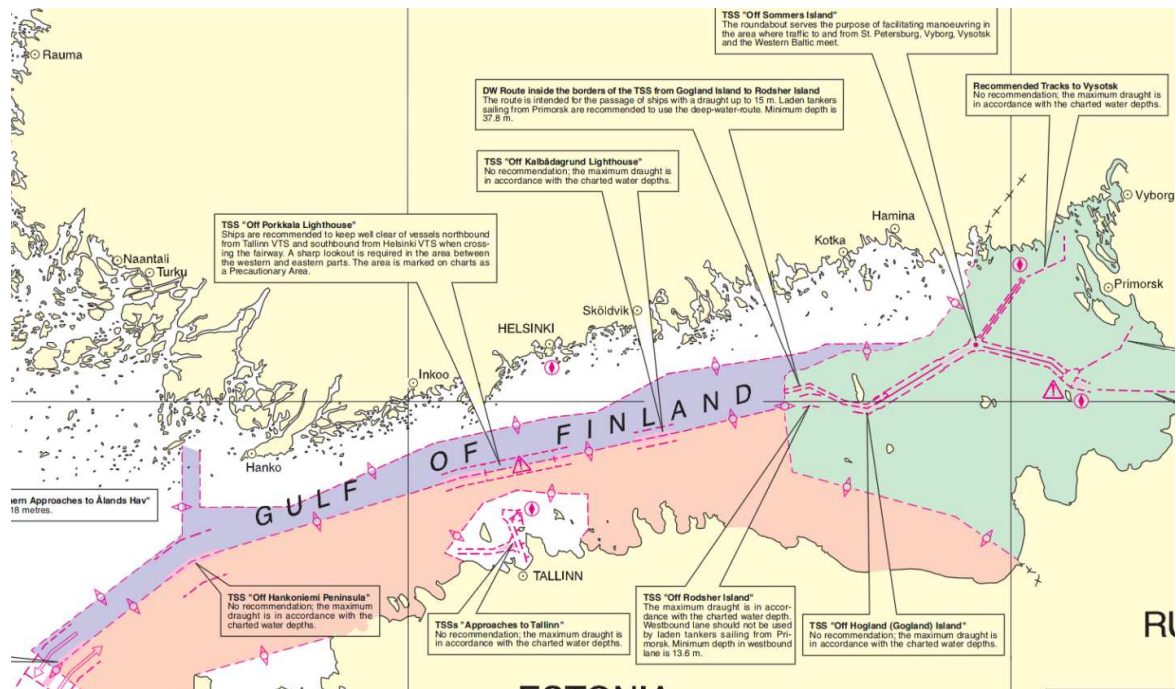 TSS "Off Sommers Island"
The roundabout serves the purpose of facilitating manoeuvring in
the area where traffic to and from St. Petersburg, Vyborg, Vysotsk
and the Western Baltic meet.
Rauma
DW Route inside the borders of the TSS from Gogland Island to Rodsher Island
The route is intended for the passage of ships with a draught up to 15 m. Laden tankers
sailing from Primorsk are recommended to use the deep-water-route. Minimum depth is
37.8 m.
Recommended Tracks to Vysotsk
No recommendation; the maximum draught is
in accordance with the charted water depths.
TSS "Off Kalbådagrund Lighthouse"
No recommendation; the maximum draught is
in accordance with the charted water depths.
Vyborg
TSS "Off Porkkala Lighthouse"
Ships are recommended to keep well clear of vessels northbound
from Tallinn VTS and southbound from Helsinki VTS when cross-
ing the fairway. A sharp lookout is required in the area between
the western and eastern parts. The area is marked on charts as
a Precautionary Area.
Hamina
Kotka
Naantali
Turku
Primorsk
Sköldvik
HELSINKI
Inkoo
Hanko
GULF OF FINLAND
ern Approaches to Ålands Hav"
18 metres.
TALLINN
TSS "Off Hankoniemi Peninsula"
No recommendation; the maximum
draught is in accordance with the
charted water depths.
TSSs "Approaches to Tallinn"
No recommendation; the maximum draught is
in accordance with the charted water depths.
TSS "Off Rodsher Island"
The maximum draught is in accor-
dance with the charted water depth.
Westbound lane should not be used
by laden tankers sailing from Pri-
morsk. Minimum depth in westbound
lane is 13.6 m.
TSS "Off Hogland (Gogland) Island"
No recommendation; the maximum draught is
in accordance with the charted water depths.
RU
ESTONIA